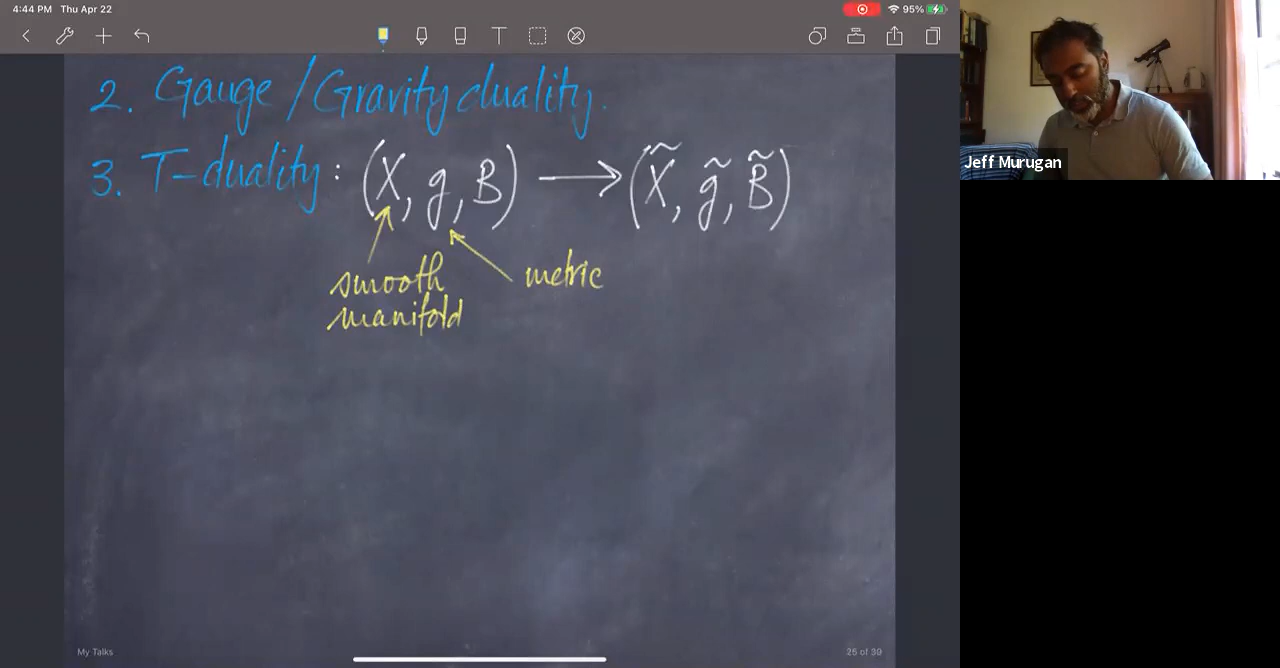 4:44 PM Thu Apr 22
95%
2. Gauge / Gravity duality.
3. T-duality : (X, g, B) ⟶ (X̃, g̃, B̃)
smooth
manifold
metric
My Talks
25 of 39
Jeff Murugan